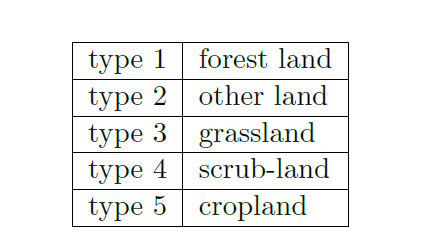 type 1 forest land
type 2 other land
type 3 grassland
type 4 scrub-land
type 5 cropland